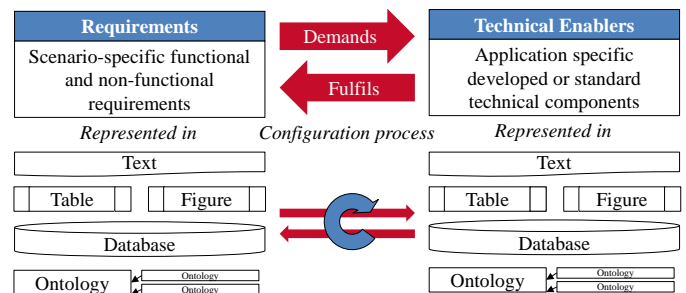 Requirements
Scenario-specific functional
and non-functional
requirements
Demands
Fulfils
Technical Enablers
Application specific
developed or standard
technical components
Represented in
Configuration process
Represented in
Text
Table
Figure
Database
Ontology
Ontology
Ontology
Text
Table
Figure
Database
Ontology
Ontology
Ontology